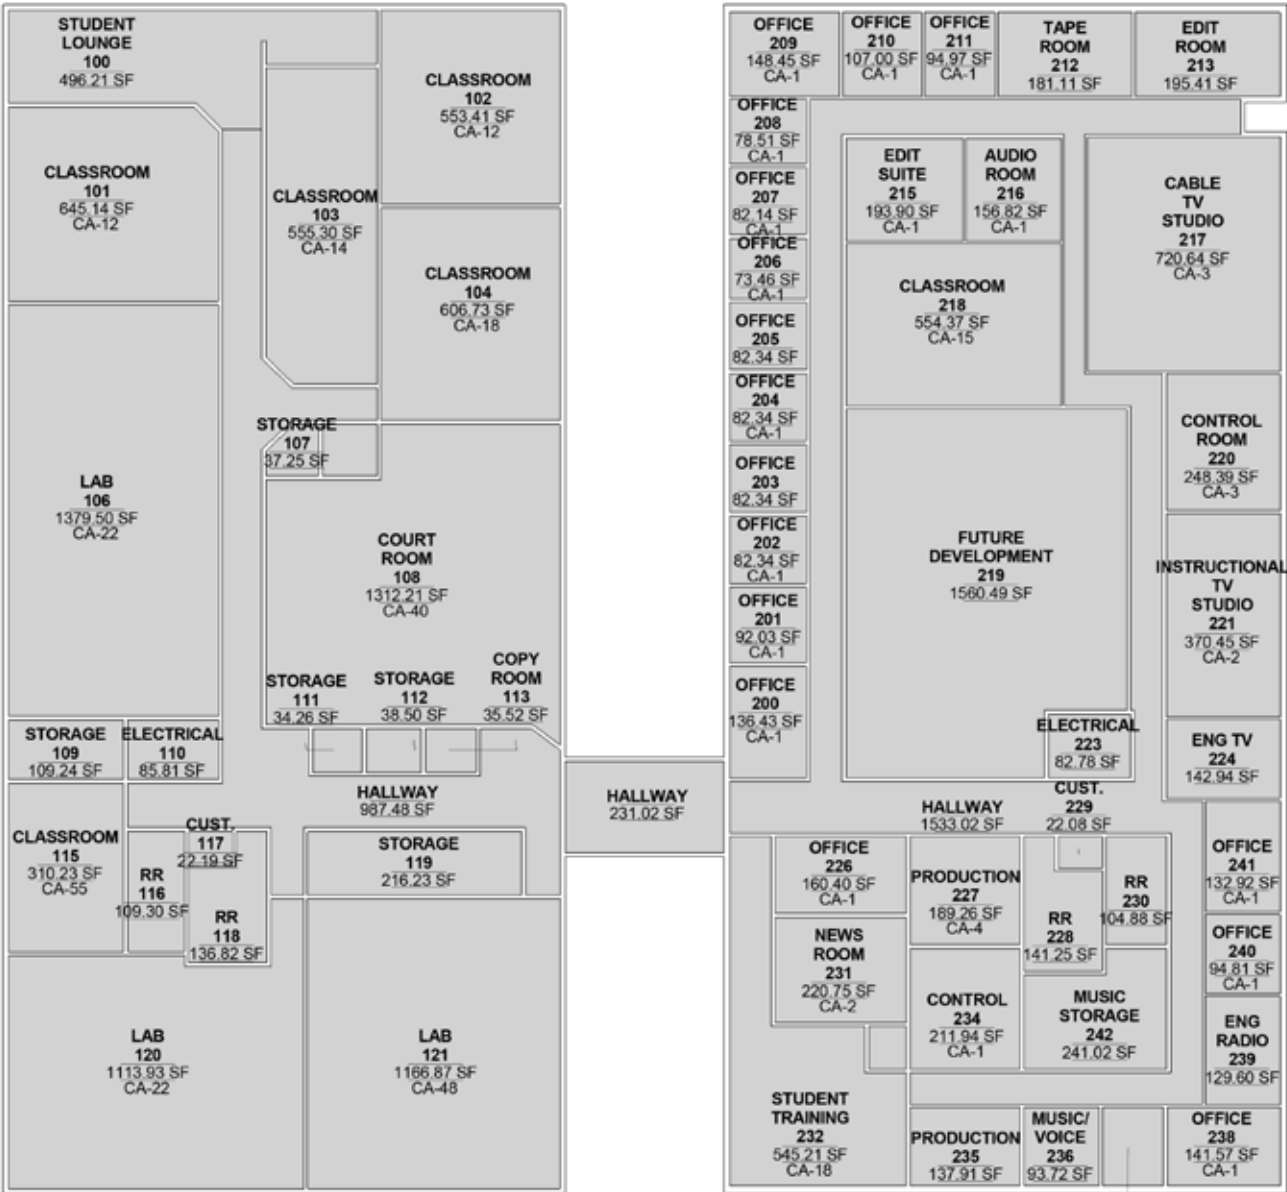 STUDENT
LOUNGE
100
496.21 SF
CLASSROOM
102
553.41 SF
CA-12
CLASSROOM
101
645.14 SF
CA-12
CLASSROOM
103
555.30 SF
CA-14
CLASSROOM
104
606.73 SF
CA-18
STORAGE
107
37.25 SF
LAB
106
1379.50 SF
CA-22
COURT
ROOM
108
1312.21 SF
CA-40
STORAGE
111
34.26 SF
STORAGE
112
38.50 SF
COPY
ROOM
113
35.52 SF
STORAGE
109
109.24 SF
ELECTRICAL
110
85.81 SF
HALLWAY
987.48 SF
CLASSROOM
115
310.23 SF
CA-55
RR
116
109.30 SF
CUST.
117
22.19 SF
RR
118
136.82 SF
STORAGE
119
216.23 SF
LAB
120
1113.93 SF
CA-22
LAB
121
1166.87 SF
CA-48
HALLWAY
231.02 SF
OFFICE
209
148.45 SF
CA-1
OFFICE
210
107.00 SF
CA-1
OFFICE
211
94.97 SF
CA-1
TAPE
ROOM
212
181.11 SF
EDIT
ROOM
213
195.41 SF
OFFICE
208
78.51 SF
CA-1
OFFICE
207
82.14 SF
CA-1
OFFICE
206
73.46 SF
CA-1
OFFICE
205
82.34 SF
OFFICE
204
82.34 SF
CA-1
OFFICE
203
82.34 SF
OFFICE
202
82.34 SF
CA-1
OFFICE
201
92.03 SF
CA-1
OFFICE
200
136.43 SF
CA-1
EDIT
SUITE
215
193.90 SF
CA-1
AUDIO
ROOM
216
156.82 SF
CA-1
CABLE
TV
STUDIO
217
720.64 SF
CA-3
CLASSROOM
218
554.37 SF
CA-15
CONTROL
ROOM
220
248.39 SF
CA-3
FUTURE
DEVELOPMENT
219
1560.49 SF
INSTRUCTIONAL
TV
STUDIO
221
370.45 SF
CA-2
ELECTRICAL
223
82.78 SF
ENG TV
224
142.94 SF
HALLWAY
1533.02 SF
CUST.
229
22.08 SF
OFFICE
226
160.40 SF
CA-1
PRODUCTION
227
189.26 SF
CA-4
RR
228
141.25 SF
RR
230
104.88 SF
OFFICE
241
132.92 SF
CA-1
NEWS
ROOM
231
220.75 SF
CA-2
OFFICE
240
94.81 SF
CA-1
CONTROL
234
211.94 SF
CA-1
MUSIC
STORAGE
242
241.02 SF
ENG
RADIO
239
129.60 SF
STUDENT
TRAINING
232
545.21 SF
CA-18
PRODUCTION
235
137.91 SF
MUSIC/
VOICE
236
93.72 SF
OFFICE
238
141.57 SF
CA-1